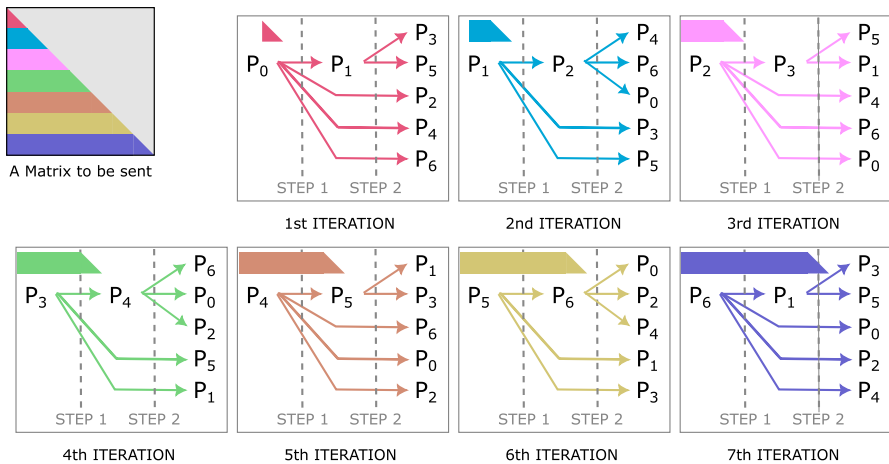 A Matrix to be sent
P0 P1 P3
P5
P2
P4
P6
STEP 1 STEP 2
1st ITERATION
P1 P2 P4
P6
P0
P3
P5
STEP 1 STEP 2
2nd ITERATION
P2 P3 P5
P1
P4
P6
P0
STEP 1 STEP 2
3rd ITERATION
P3 P4 P6
P0
P2
P5
P1
STEP 1 STEP 2
4th ITERATION
P4 P5 P1
P3
P6
P0
P2
STEP 1 STEP 2
5th ITERATION
P5 P6 P0
P2
P4
P1
P3
STEP 1 STEP 2
6th ITERATION
P6 P1 P3
P5
P0
P2
P4
STEP 1 STEP 2
7th ITERATION